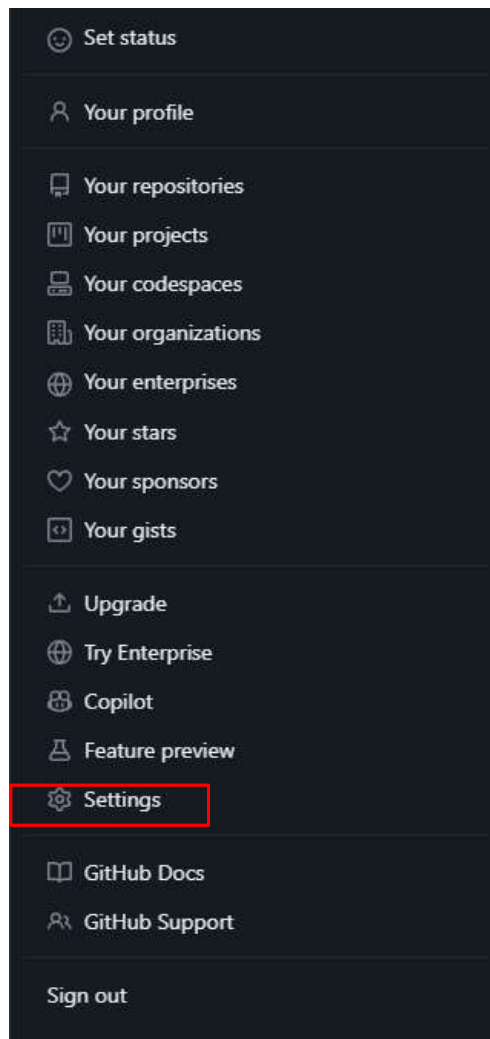 Set status
Your profile
Your repositories
Your projects
Your codespaces
Your organizations
Your enterprises
Your stars
Your sponsors
Your gists
Upgrade
Try Enterprise
Copilot
Feature preview
Settings
GitHub Docs
GitHub Support
Sign out